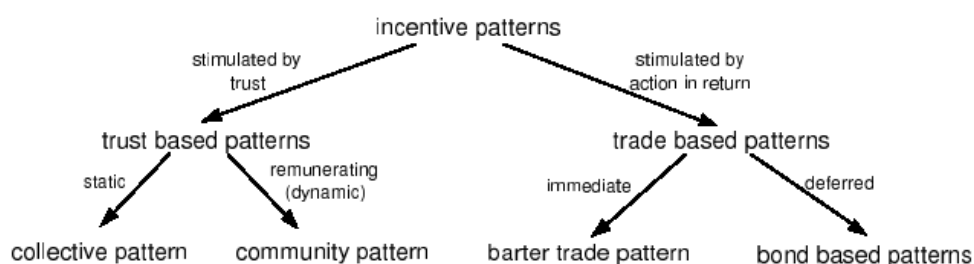 incentive patterns
stimulated by
trust
stimulated by
action in return
trust based patterns
trade based patterns
static
remunerating
(dynamic)
immediate
deferred
collective pattern
community pattern
barter trade pattern
bond based patterns